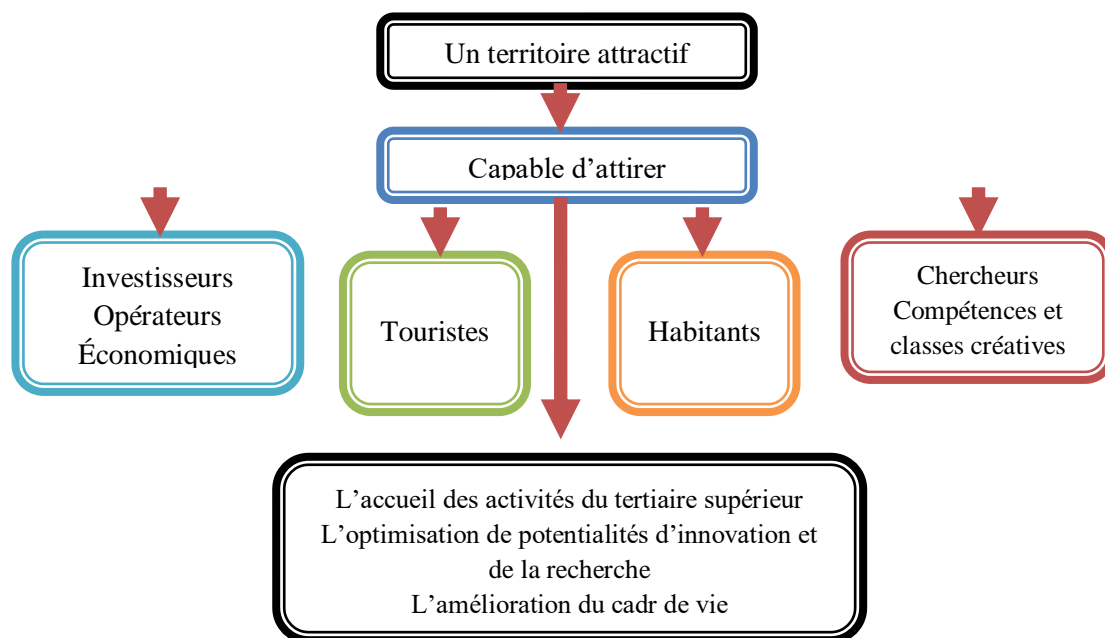 Un territoire attractif
Capable d’attirer
Investisseurs
Opérateurs
Économiques
Touristes
Habitants
Chercheurs
Compétences et
classes créatives
L’accueil des activités du tertiaire supérieur
L’optimisation de potentialités d’innovation et
de la recherche
L’amélioration du cadr de vie